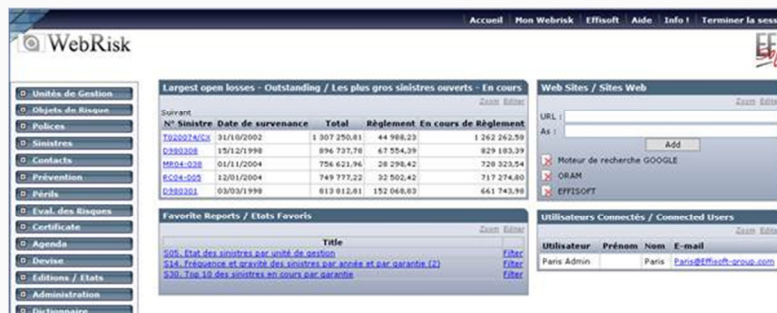 Accueil Mon Webrisk Effisoft Aide Info ! Terminer la sess
WebRisk
Unités de Gestion
Objets de Risque
Polices
Sinistres
Contacts
Prévention
Périls
Eval. des Risques
Certificate
Agenda
Devise
Editions / Etats
Administration
Dictionnaire
Largest open losses - Outstanding / Les plus gros sinistres ouverts - En cours
Zoom Editer
Suivant
N° Sinistre Date de survenance Total Règlement En cours de Règlement
T020074/CX 31/10/2002 1 307 250,81 44 988,23 1 262 262,58
D980308 15/12/1998 896 737,78 67 554,39 829 183,39
MR04-038 01/11/2004 756 621,96 28 298,42 728 323,54
RC04-005 12/01/2004 749 777,22 32 502,42 717 274,80
D980301 03/03/1998 813 812,81 152 068,83 661 743,98
Favorite Reports / Etats Favoris
Zoom Editer
Title
S05. Etat des sinistres par unité de gestion Filter
S14. Fréquence et gravité des sinistres par année et par garantie (2) Filter
S30. Top 10 des sinistres en cours par garantie Filter
Web Sites / Sites Web
Zoom Edite
URL :
As :
Add
Moteur de recherche GOOGLE
ORAM
EFFISOFT
Utilisateurs Connectés / Connected Users
Zoom Edite
Utilisateur Prénom Nom E-mail
Paris Admin Paris Paris@Effisoft-group.com